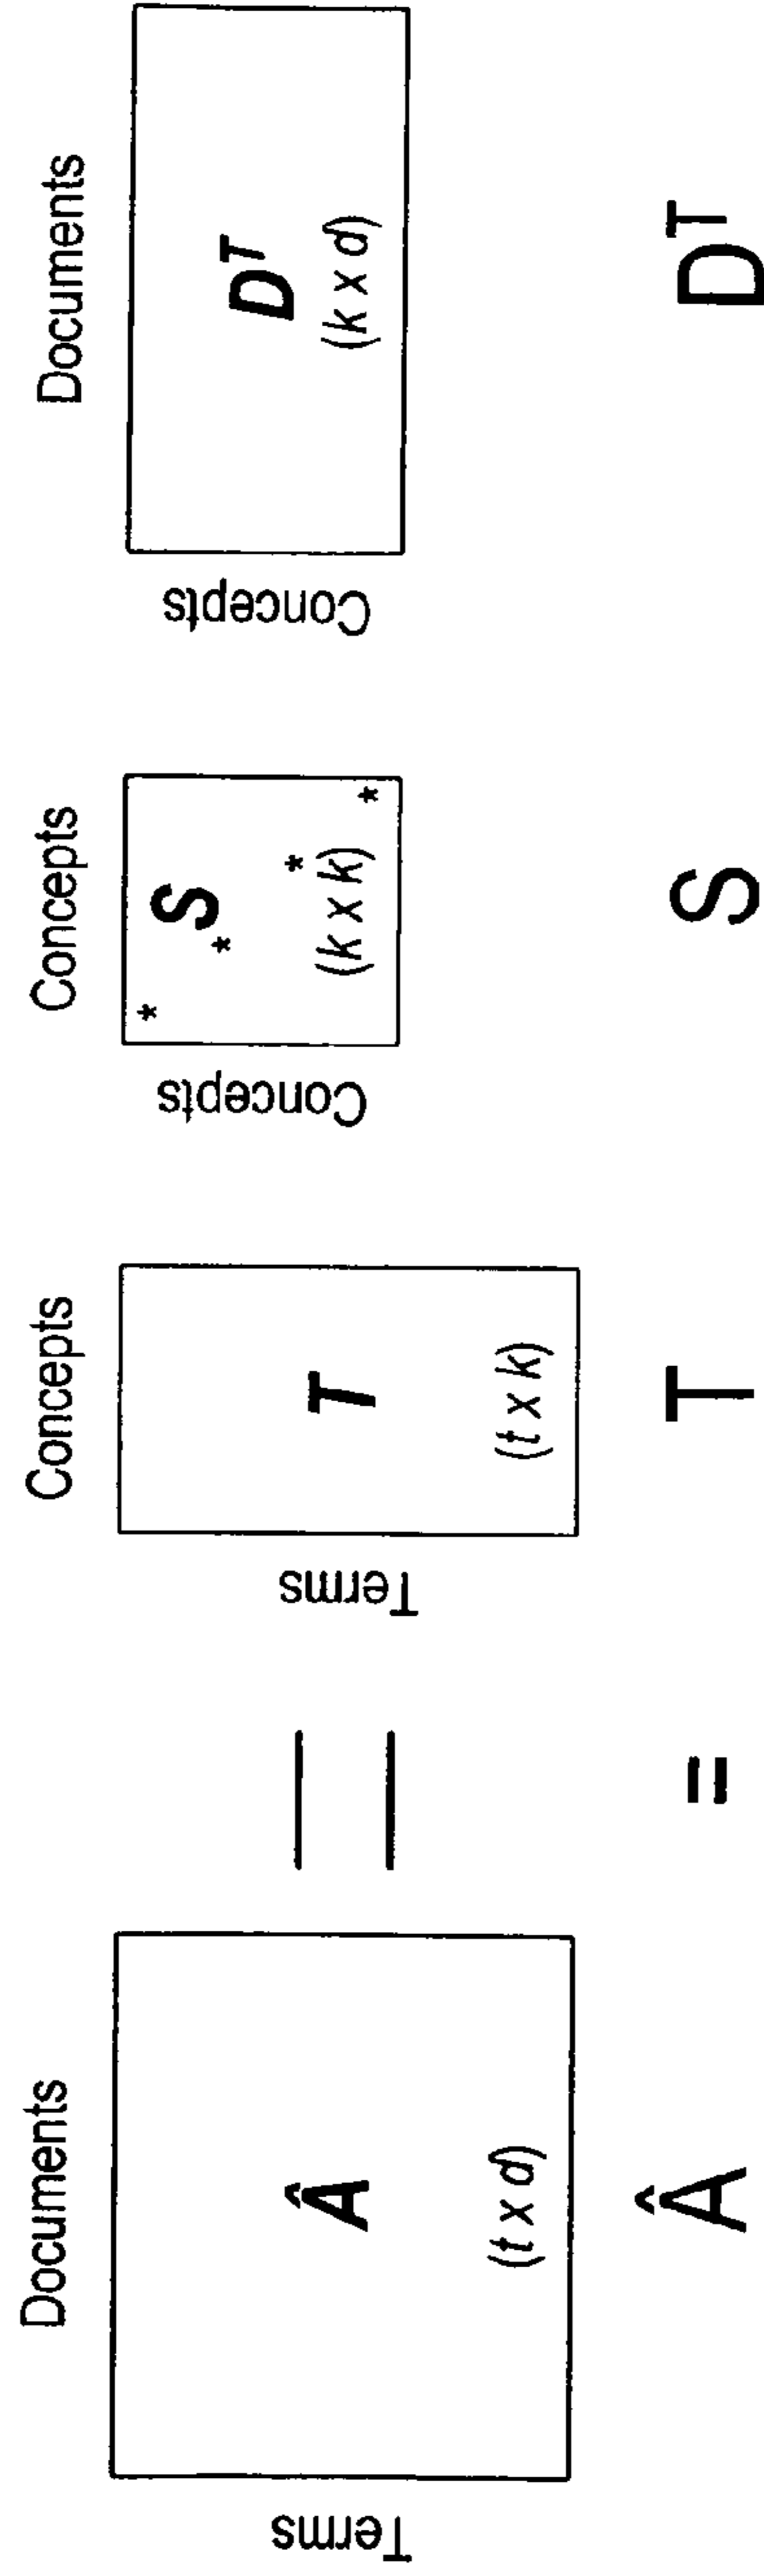 Documents
Terms
Â
(t x d)
=
Concepts
Terms
T
(t x k)
Concepts
Concepts
* S
*
*
(k x k)
*
Documents
Concepts
D^T
(k x d)
Â = T S D^T